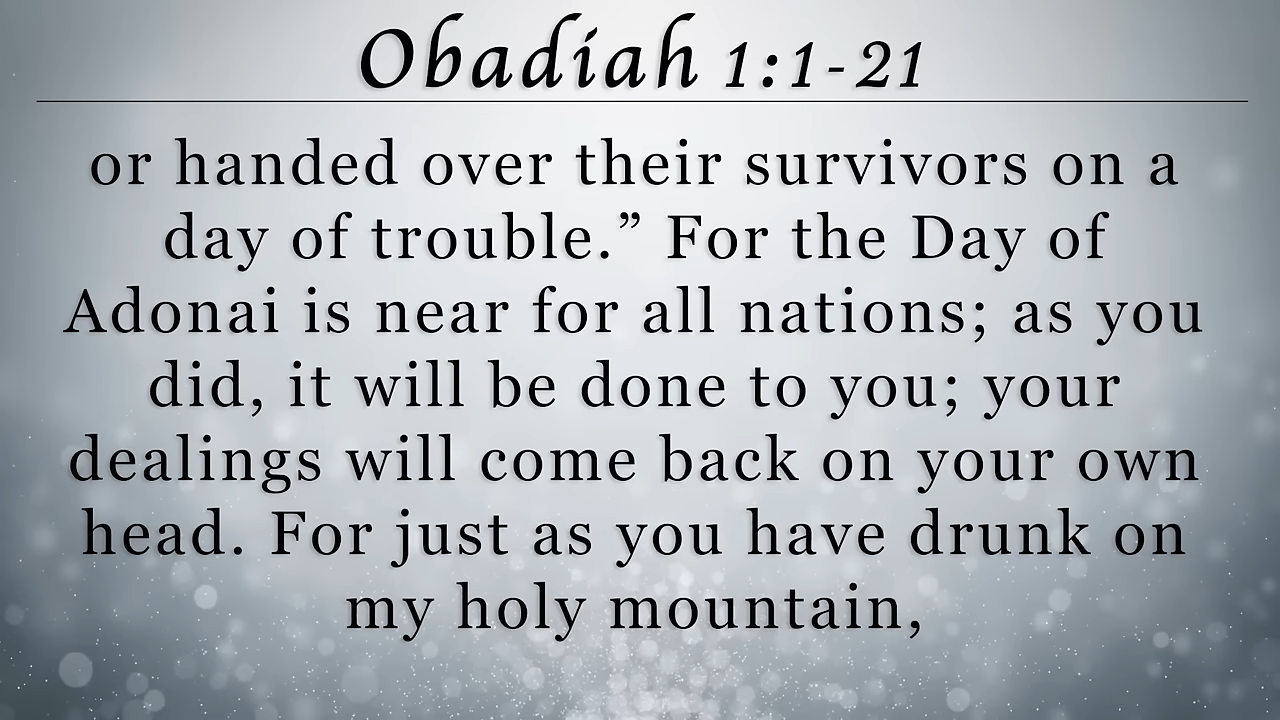 Obadiah 1:1-21
or handed over their survivors on a
day of trouble.” For the Day of
Adonai is near for all nations; as you
did, it will be done to you; your
dealings will come back on your own
head. For just as you have drunk on
my holy mountain,